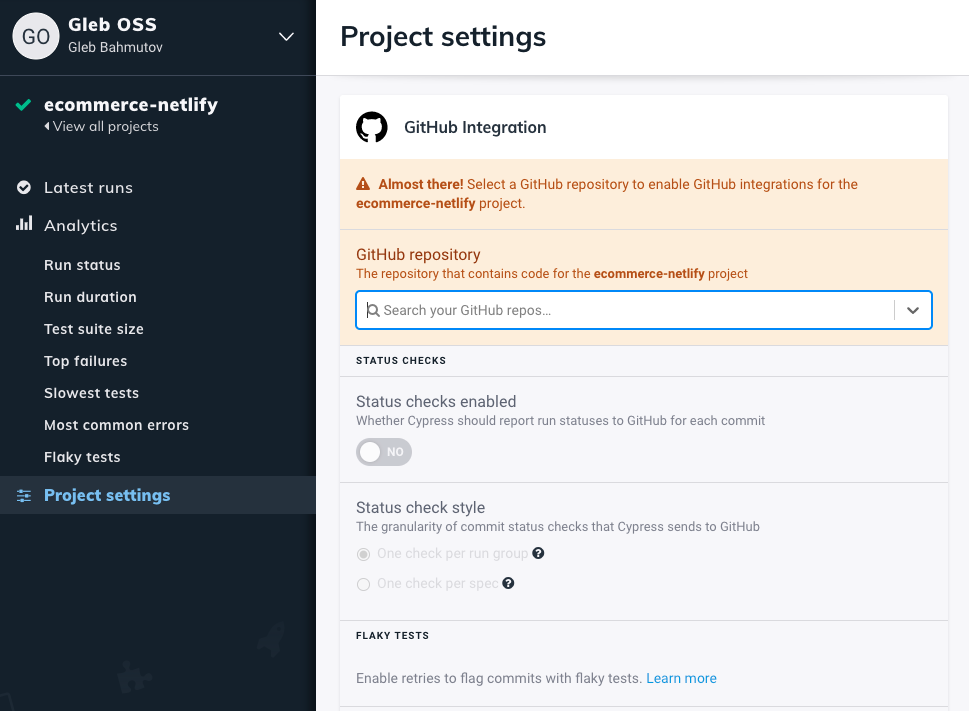 GO
Gleb OSS
Gleb Bahmutov
ecommerce-netlify
View all projects
Latest runs
Analytics
Run status
Run duration
Test suite size
Top failures
Slowest tests
Most common errors
Flaky tests
Project settings
Project settings
GitHub Integration
Almost there! Select a GitHub repository to enable GitHub integrations for the
ecommerce-netlify project.
GitHub repository
The repository that contains code for the ecommerce-netlify project
Search your GitHub repos...
STATUS CHECKS
Status checks enabled
Whether Cypress should report run statuses to GitHub for each commit
NO
Status check style
The granularity of commit status checks that Cypress sends to GitHub
One check per run group
One check per spec
FLAKY TESTS
Enable retries to flag commits with flaky tests. Learn more